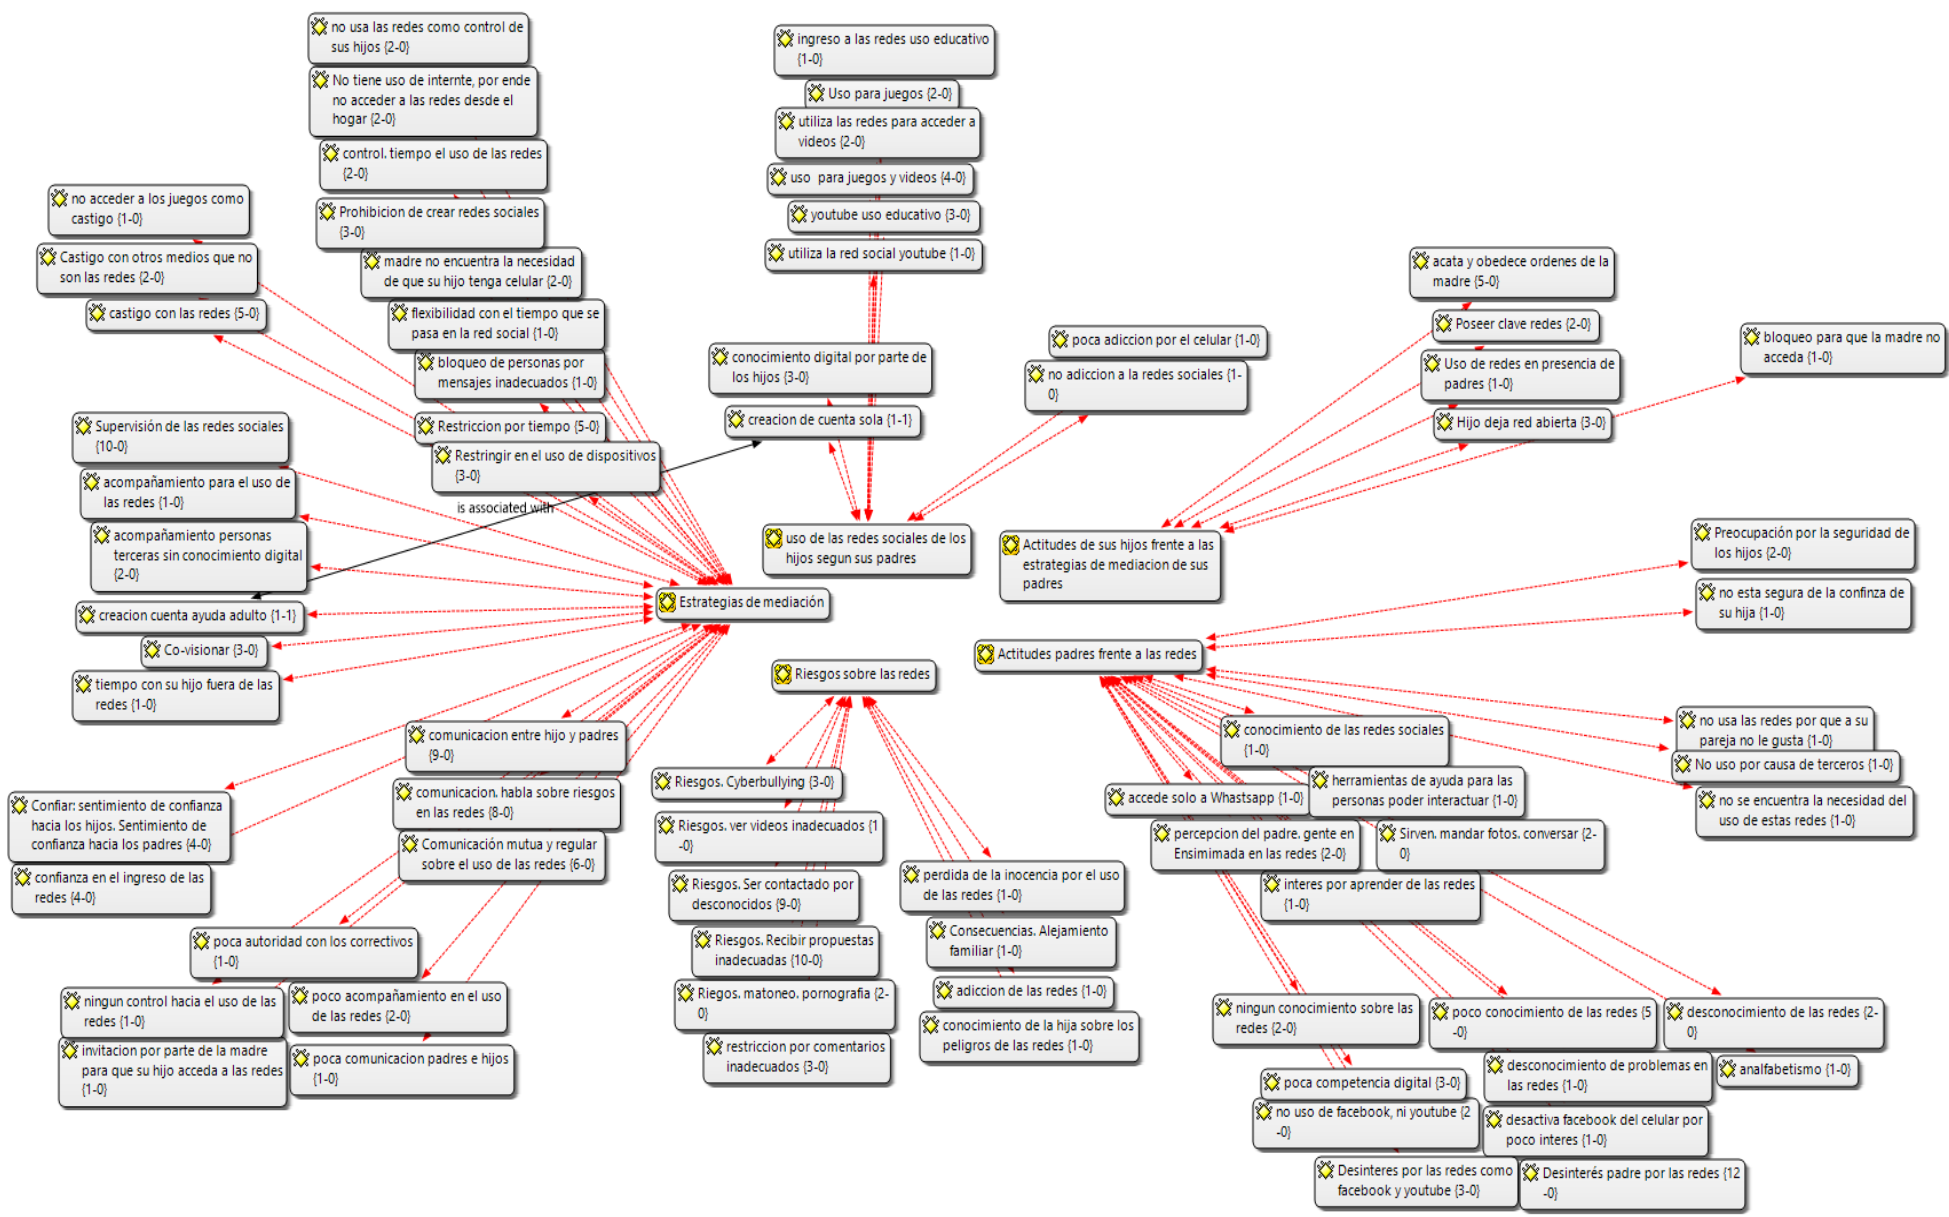 no usa las redes como control de
sus hijos {2-0}
No tiene uso de internte, por ende
no acceder a las redes desde el
hogar {2-0}
control. tiempo el uso de las redes
{2-0}
Prohibicion de crear redes sociales
{3-0}
madre no encuentra la necesidad
de que su hijo tenga celular {2-0}
flexibilidad con el tiempo que se
pasa en la red social {1-0}
bloqueo de personas por
mensajes inadecuados {1-0}
Restriccion por tiempo {5-0}
Restringir en el uso de dispositivos
{3-0}
no acceder a los juegos como
castigo {1-0}
Castigo con otros medios que no
son las redes {2-0}
castigo con las redes {5-0}
Supervisión de las redes sociales
{10-0}
acompañamiento para el uso de
las redes {1-0}
acompañamiento personas
terceras sin conocimiento digital
{2-0}
creacion cuenta ayuda adulto {1-1}
Co-visionar {3-0}
tiempo con su hijo fuera de las
redes {1-0}
is associated with
Estrategias de mediación
ingreso a las redes uso educativo
{1-0}
Uso para juegos {2-0}
utiliza las redes para acceder a
videos {2-0}
uso para juegos y videos {4-0}
youtube uso educativo {3-0}
utiliza la red social youtube {1-0}
conocimiento digital por parte de
los hijos {3-0}
creacion de cuenta sola {1-1}
poca adiccion por el celular {1-0}
no adiccion a la redes sociales {1-
0}
uso de las redes sociales de los
hijos segun sus padres
acata y obedece ordenes de la
madre {5-0}
Poseer clave redes {2-0}
Uso de redes en presencia de
padres {1-0}
Hijo deja red abierta {3-0}
bloqueo para que la madre no
acceda {1-0}
Actitudes de sus hijos frente a las
estrategias de mediacion de sus
padres
Preocupación por la seguridad de
los hijos {2-0}
no esta segura de la confinza de
su hija {1-0}
Actitudes padres frente a las redes
Riesgos sobre las redes
comunicacion entre hijo y padres
{9-0}
comunicacion. habla sobre riesgos
en las redes {8-0}
Comunicación mutua y regular
sobre el uso de las redes {6-0}
Confiar: sentimiento de confianza
hacia los hijos. Sentimiento de
confianza hacia los padres {4-0}
confianza en el ingreso de las
redes {4-0}
poca autoridad con los correctivos
{1-0}
ningun control hacia el uso de las
redes {1-0}
poco acompañamiento en el uso
de las redes {2-0}
invitacion por parte de la madre
para que su hijo acceda a las redes
{1-0}
poca comunicacion padres e hijos
{1-0}
Riesgos. Cyberbullying {3-0}
Riesgos. ver videos inadecuados {1
-0}
Riesgos. Ser contactado por
desconocidos {9-0}
Riesgos. Recibir propuestas
inadecuadas {10-0}
Riegos. matoneo. pornografia {2-
0}
restriccion por comentarios
inadecuados {3-0}
perdida de la inocencia por el uso
de las redes {1-0}
Consecuencias. Alejamiento
familiar {1-0}
adiccion de las redes {1-0}
conocimiento de la hija sobre los
peligros de las redes {1-0}
conocimiento de las redes sociales
{1-0}
accede solo a Whastsapp {1-0}
herramientas de ayuda para las
personas poder interactuar {1-0}
percepcion del padre. gente en
Ensimimada en las redes {2-0}
Sirven. mandar fotos. conversar {2-
0}
interes por aprender de las redes
{1-0}
no usa las redes por que a su
pareja no le gusta {1-0}
No uso por causa de terceros {1-0}
no se encuentra la necesidad del
uso de estas redes {1-0}
ningun conocimiento sobre las
redes {2-0}
poco conocimiento de las redes {5
-0}
desconocimiento de las redes {2-
0}
poca competencia digital {3-0}
desconocimiento de problemas en
las redes {1-0}
analfabetismo {1-0}
no uso de facebook, ni youtube {2
-0}
desactiva facebook del celular por
poco interes {1-0}
Desinteres por las redes como
facebook y youtube {3-0}
Desinterés padre por las redes {12
-0}